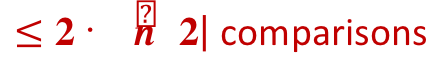 ≤ 2 · n 2| comparisons